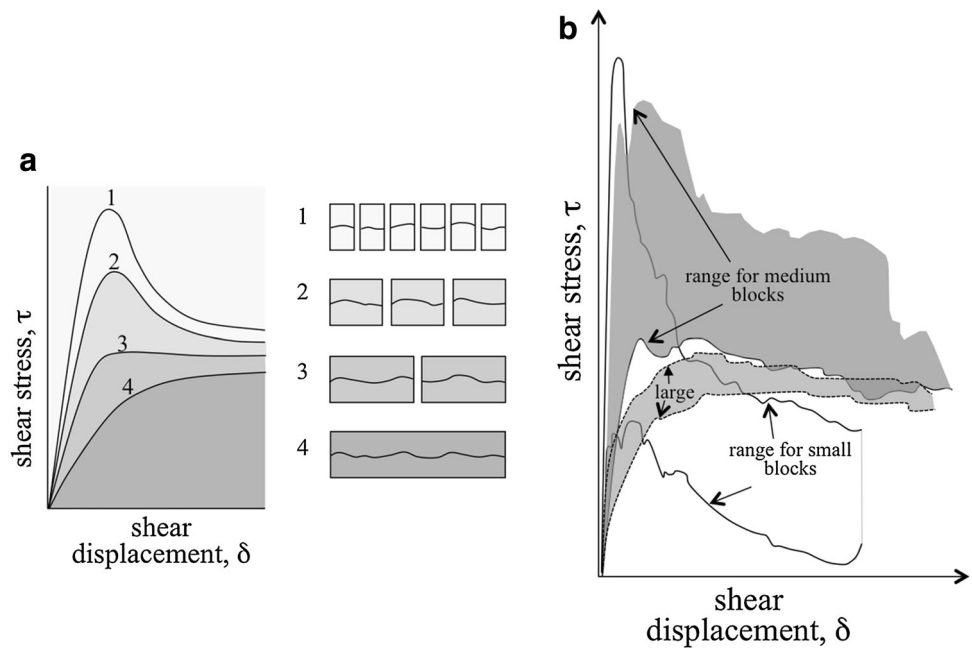 a
shear stress, τ
1
2
3
4
shear
displacement, δ
1
2
3
4
b
shear stress, τ
range for medium
blocks
large
range for small
blocks
shear
displacement, δ